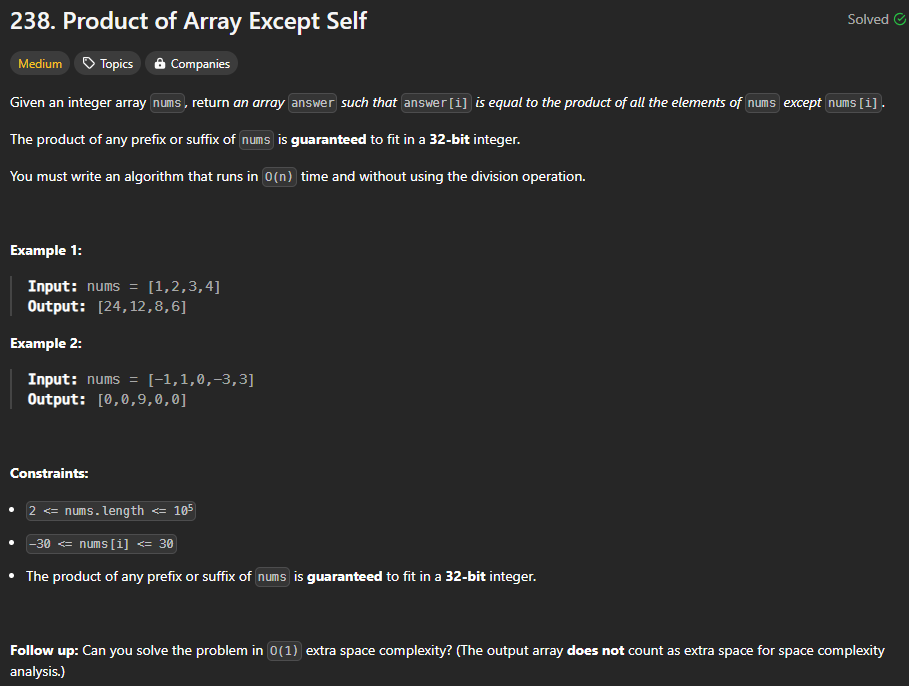 238. Product of Array Except Self
Solved
Medium
Topics
Companies
Given an integer array nums, return an array answer such that answer[i] is equal to the product of all the elements of nums except nums[i].
The product of any prefix or suffix of nums is guaranteed to fit in a 32-bit integer.
You must write an algorithm that runs in O(n) time and without using the division operation.
Example 1:
Input: nums = [1,2,3,4]
Output: [24,12,8,6]
Example 2:
Input: nums = [-1,1,0,-3,3]
Output: [0,0,9,0,0]
Constraints:
• 2 <= nums.length <= 10⁵
• -30 <= nums[i] <= 30
• The product of any prefix or suffix of nums is guaranteed to fit in a 32-bit integer.
Follow up: Can you solve the problem in O(1) extra space complexity? (The output array does not count as extra space for space complexity
analysis.)